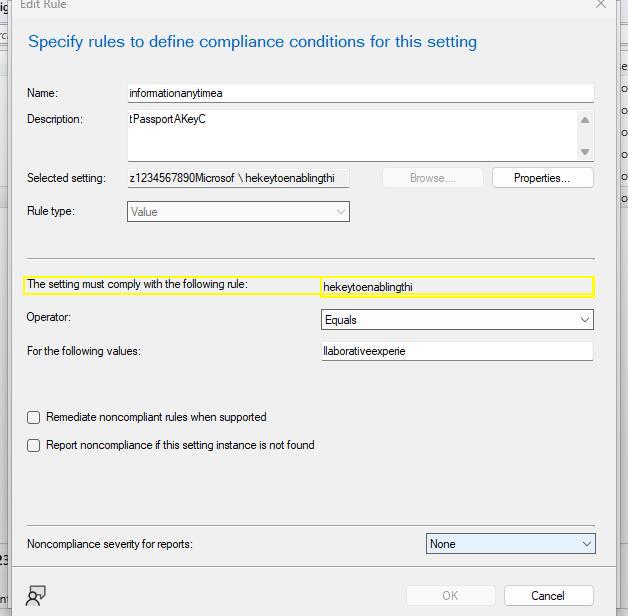 Edit Rule
Specify rules to define compliance conditions for this setting
Name: informationanytimea
Description: tPassportAKeyC
Selected setting: z1234567890Microsof \ hekeytoenablingthi Browse... Properties...
Rule type: Value
The setting must comply with the following rule: hekeytoenablingthi
Operator: Equals
For the following values: llaborativeexperie
Remediate noncompliant rules when supported
Report noncompliance if this setting instance is not found
Noncompliance severity for reports: None
OK Cancel